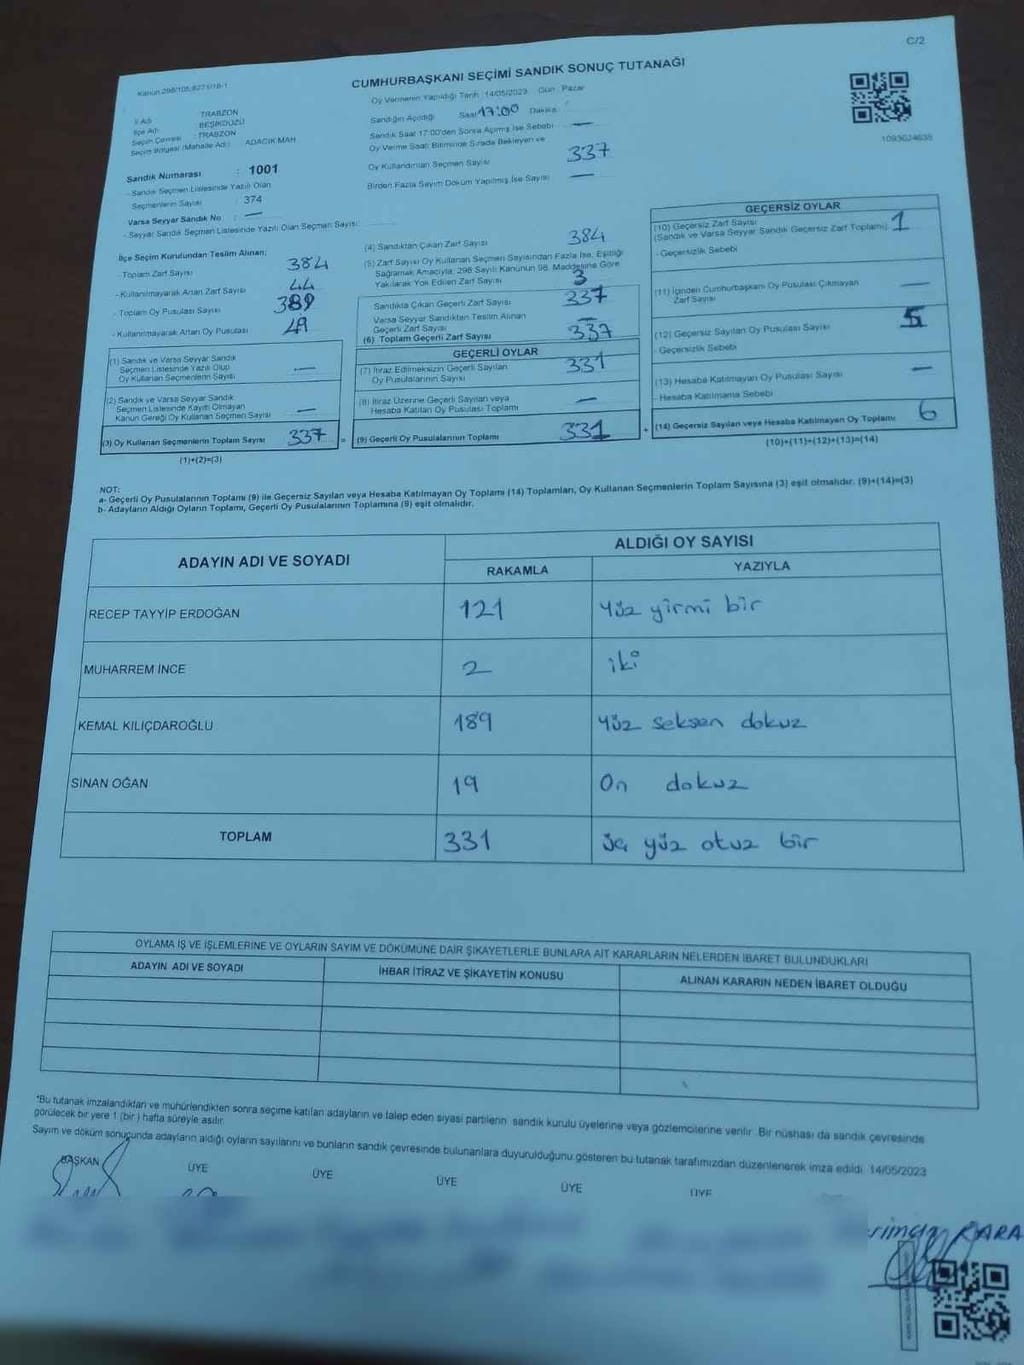 C/2
Kanun 298/105,6271/18-1
CUMHURBAŞKANI SEÇİMİ SANDIK SONUÇ TUTANAĞI
Oy Vermenin Yapıldığı Tarih :14/05/2023 Gün : Pazar
İl Adı : TRABZON
İlçe Adı : BEŞİKDÜZÜ
Seçim Çevresi : TRABZON
Seçim Bölgesi (Mahalle Adı) : ADACIK MAH
Sandığın Açıldığı Saat 17:00 Dakika
Sandık Saat 17:00'den Sonra Açılmış İse Sebebi —
Oy Verme Saati Bitiminde Sırada Bekleyen ve
Oy Kullandırılan Seçmen Sayısı 337
Birden Fazla Sayım Döküm Yapılmış İse Sayısı —
1093624635
Sandık Numarası : 1001
- Sandık Seçmen Listesinde Yazılı Olan
Seçmenlerin Sayısı : 374
Varsa Seyyar Sandık No : —
- Seyyar Sandık Seçmen Listesinde Yazılı Olan Seçmen Sayısı:
İlçe Seçim Kurulundan Teslim Alınan;
- Toplam Zarf Sayısı 384
- Kullanılmayarak Artan Zarf Sayısı 44
- Toplam Oy Pusulası Sayısı 389
- Kullanılmayarak Artan Oy Pusulası 49
(1) Sandık ve Varsa Seyyar Sandık
Seçmen Listesinde Yazılı Olup
Oy Kullanan Seçmenlerin Sayısı —
(2) Sandık ve Varsa Seyyar Sandık
Seçmen Listesinde Kayıtlı Olmayan
Kanun Gereği Oy Kullanan Seçmen Sayısı —
(3) Oy Kullanan Seçmenlerin Toplam Sayısı 337 =
(1)+(2)=(3)
(4) Sandıktan Çıkan Zarf Sayısı 384
(5) Zarf Sayısı Oy Kullanan Seçmen Sayısından Fazla İse, Eşitliği
Sağlamak Amacıyla; 298 Sayılı Kanunun 98. Maddesine Göre
Yakılarak Yok Edilen Zarf Sayısı 3
- Sandıkta Çıkan Geçerli Zarf Sayısı 337
Varsa Seyyar Sandıkten Teslim Alınan
Geçerli Zarf Sayısı —
(6) Toplam Geçerli Zarf Sayısı 337
GEÇERLİ OYLAR
(7) İtiraz Edilmeksizin Geçerli Sayılan
Oy Pusulalarının Sayısı 331
(8) İtiraz Üzerine Geçerli Sayılan veya
Hesaba Katılan Oy Pusulası Toplamı —
(9) Geçerli Oy Pusulalarının Toplamı 331 +
GEÇERSİZ OYLAR
(10) Geçersiz Zarf Sayısı
(Sandık ve Varsa Seyyar Sandık Geçersiz Zarf Toplamı) 1
- Geçersizlik Sebebi
(11) İçinden Cumhurbaşkanı Oy Pusulası Çıkmayan
Zarf Sayısı —
(12) Geçersiz Sayılan Oy Pusulası Sayısı 5
- Geçersizlik Sebebi
(13) Hesaba Katılmayan Oy Pusulası Sayısı —
- Hesaba Katılmama Sebebi
(14) Geçersiz Sayılan veya Hesaba Katılmayan Oy Toplamı 6
(10)+(11)+(12)+(13)=(14)
NOT:
a- Geçerli Oy Pusulalarının Toplamı (9) ile Geçersiz Sayılan veya Hesaba Katılmayan Oy Toplamı (14) Toplamları, Oy Kullanan Seçmenlerin Toplam Sayısına (3) eşit olmalıdır. (9)+(14)=(3)
b- Adayların Aldığı Oyların Toplamı, Geçerli Oy Pusulalarının Toplamına (9) eşit olmalıdır.
ADAYIN ADI VE SOYADI
ALDIĞI OY SAYISI
RAKAMLA YAZIYLA
RECEP TAYYİP ERDOĞAN 121 Yüz yirmi bir
MUHARREM İNCE 2 iki
KEMAL KILIÇDAROĞLU 189 Yüz seksen dokuz
SİNAN OĞAN 19 On dokuz
TOPLAM 331 Üç yüz otuz bir
OYLAMA İŞ VE İŞLEMLERİNE VE OYLARIN SAYIM VE DÖKÜMÜNE DAİR ŞİKAYETLERLE BUNLARA AİT KARARLARIN NELERDEN İBARET BULUNDUKLARI
ADAYIN ADI VE SOYADI İHBAR İTİRAZ VE ŞİKAYETİN KONUSU ALINAN KARARIN NEDEN İBARET OLDUĞU
*Bu tutanak imzalandıktan ve mühürlendikten sonra seçime katılan adayların ve talep eden siyasi partilerin sandık kurulu üyelerine veya gözlemcilerine verilir. Bir nüshası da sandık çevresinde
görülecek bir yere 1 (bir) hafta süreyle asılır.
Sayım ve döküm sonucunda adayların aldığı oyların sayılarını ve bunların sandık çevresinde bulunanlara duyurulduğunu gösteren bu tutanak tarafımızdan düzenlenerek imza edildi. 14/05/2023
BAŞKAN ÜYE ÜYE ÜYE ÜYE ÜYE
KARA